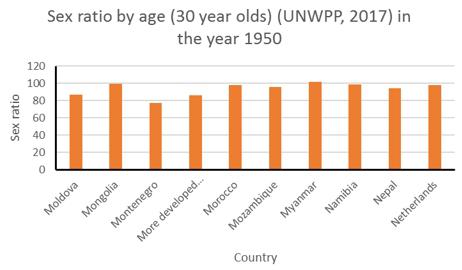 Sex ratio by age (30 year olds) (UNWPP, 2017) in
the year 1950
120
100
80
60
40
20
0
Sex ratio
Moldova
Mongolia
Montenegro
More developed...
Morocco
Mozambique
Myanmar
Namibia
Nepal
Netherlands
Country